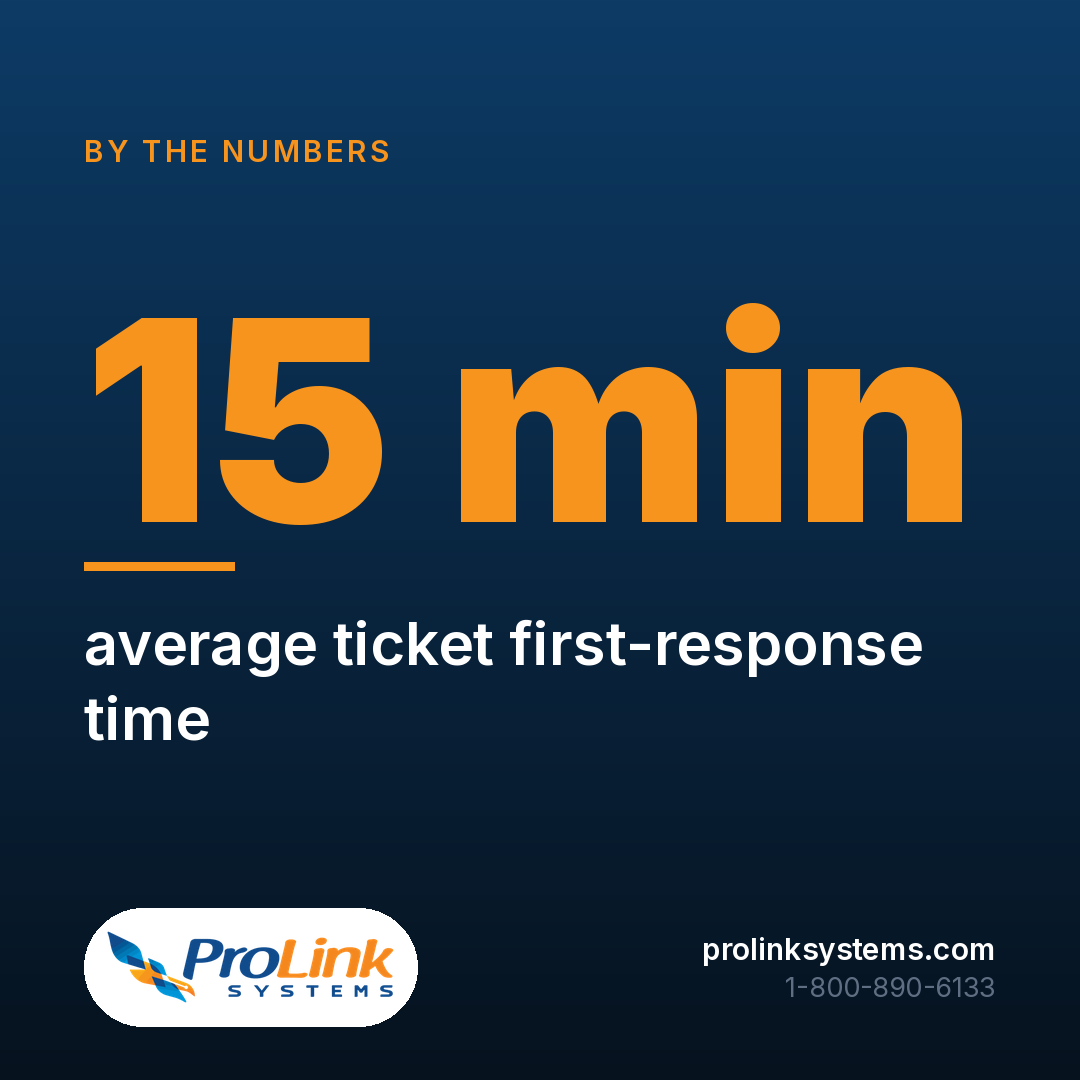 BY THE NUMBERS
15 min
average ticket first-response
time
ProLink
SYSTEMS
prolinksystems.com
1-800-890-6133